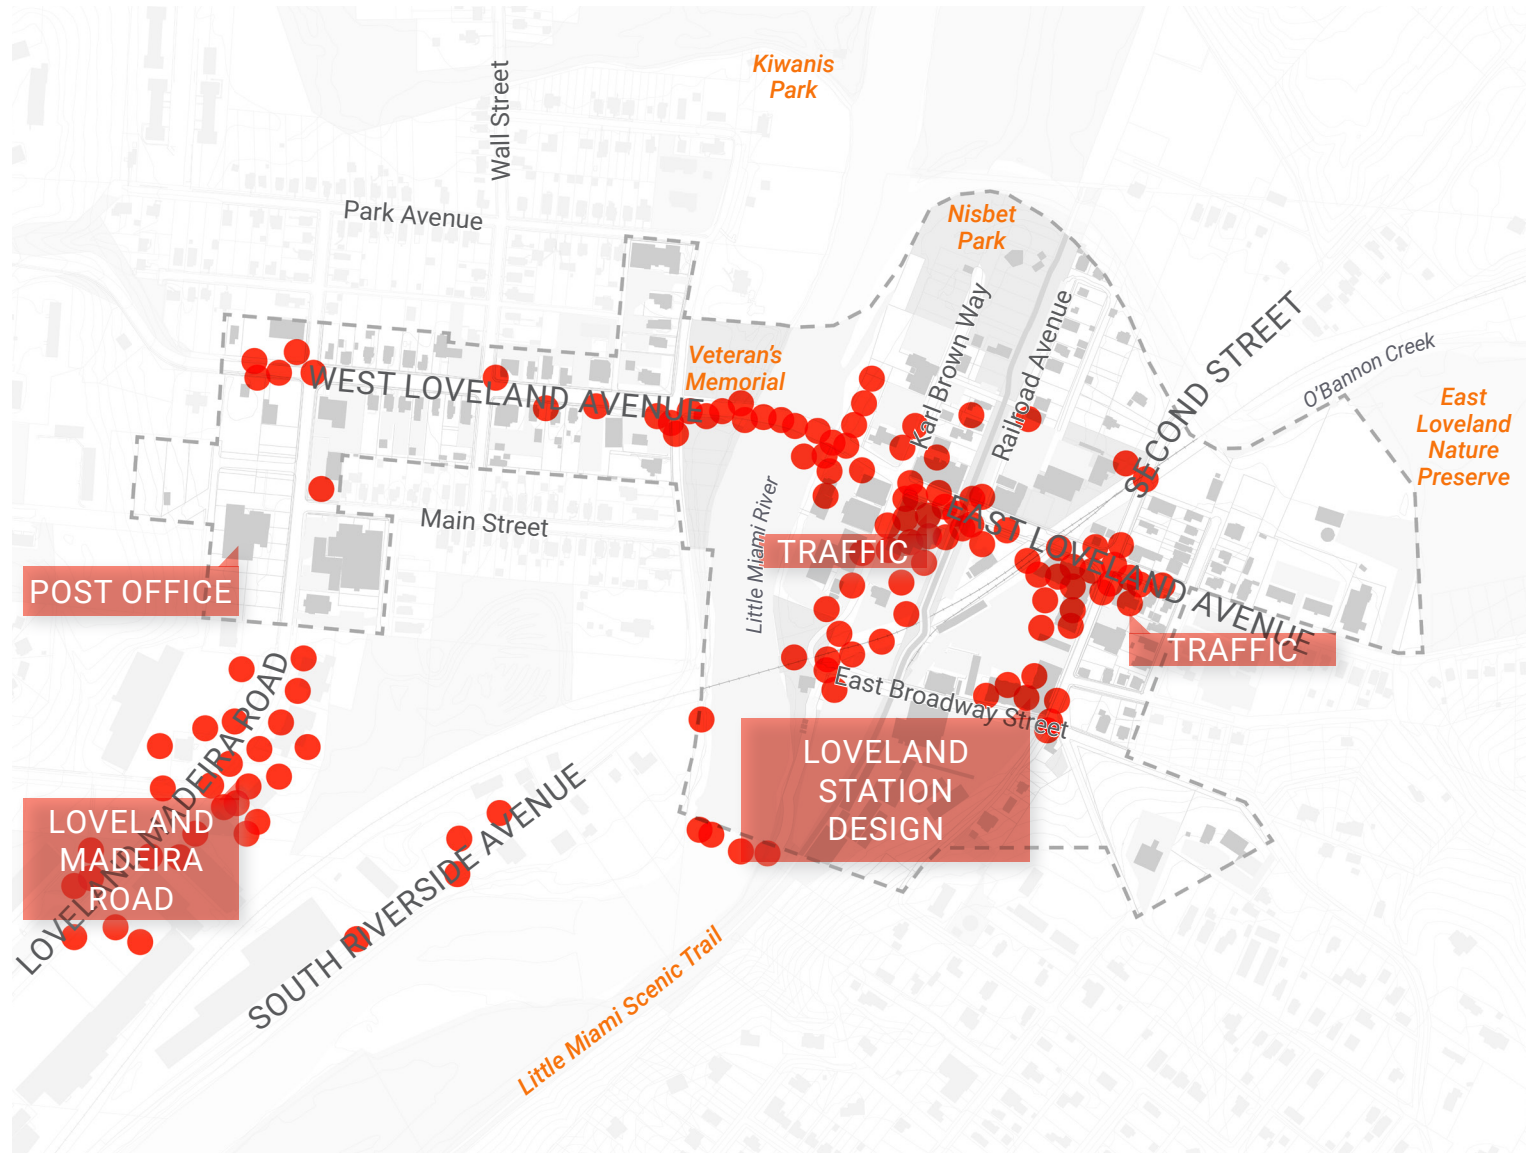 Kiwanis
Park
Wall Street
Park Avenue
Nisbet
Park
Karl Brown Way
Railroad Avenue
SECOND STREET
O'Bannon Creek
Veteran's
Memorial
WEST LOVELAND AVENUE
East
Loveland
Nature
Preserve
Main Street
Little Miami River
EAST LOVELAND AVENUE
TRAFFIC
POST OFFICE
TRAFFIC
East Broadway Street
LOVELAND MADEIRA ROAD
LOVELAND
STATION
DESIGN
LOVELAND
MADEIRA
ROAD
SOUTH RIVERSIDE AVENUE
Little Miami Scenic Trail